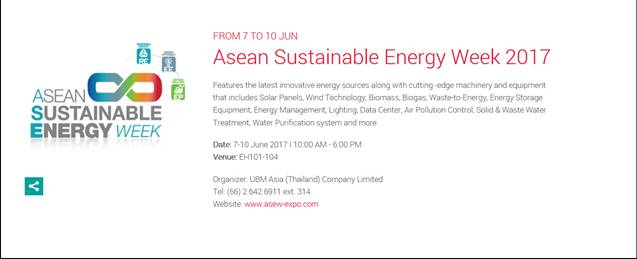 FROM 7 TO 10 JUN
Asean Sustainable Energy Week 2017
Features the latest innovative energy sources along with cutting -edge machinery and equipment
that includes Solar Panels, Wind Technology, Biomass, Biogas, Waste-to-Energy, Energy Storage
Equipment, Energy Management, Lighting, Data Center, Air Pollution Control, Solid & Waste Water
Treatment, Water Purification system and more.
Date: 7-10 June 2017 I 10:00 AM - 6:00 PM
Venue: EH101-104
Organizer: UBM Asia (Thailand) Company Limited
Tel: (66) 2 642 6911 ext. 314
Website: www.asew-expo.com
ASEAN
SUSTAINABLE
ENERGY WEEK